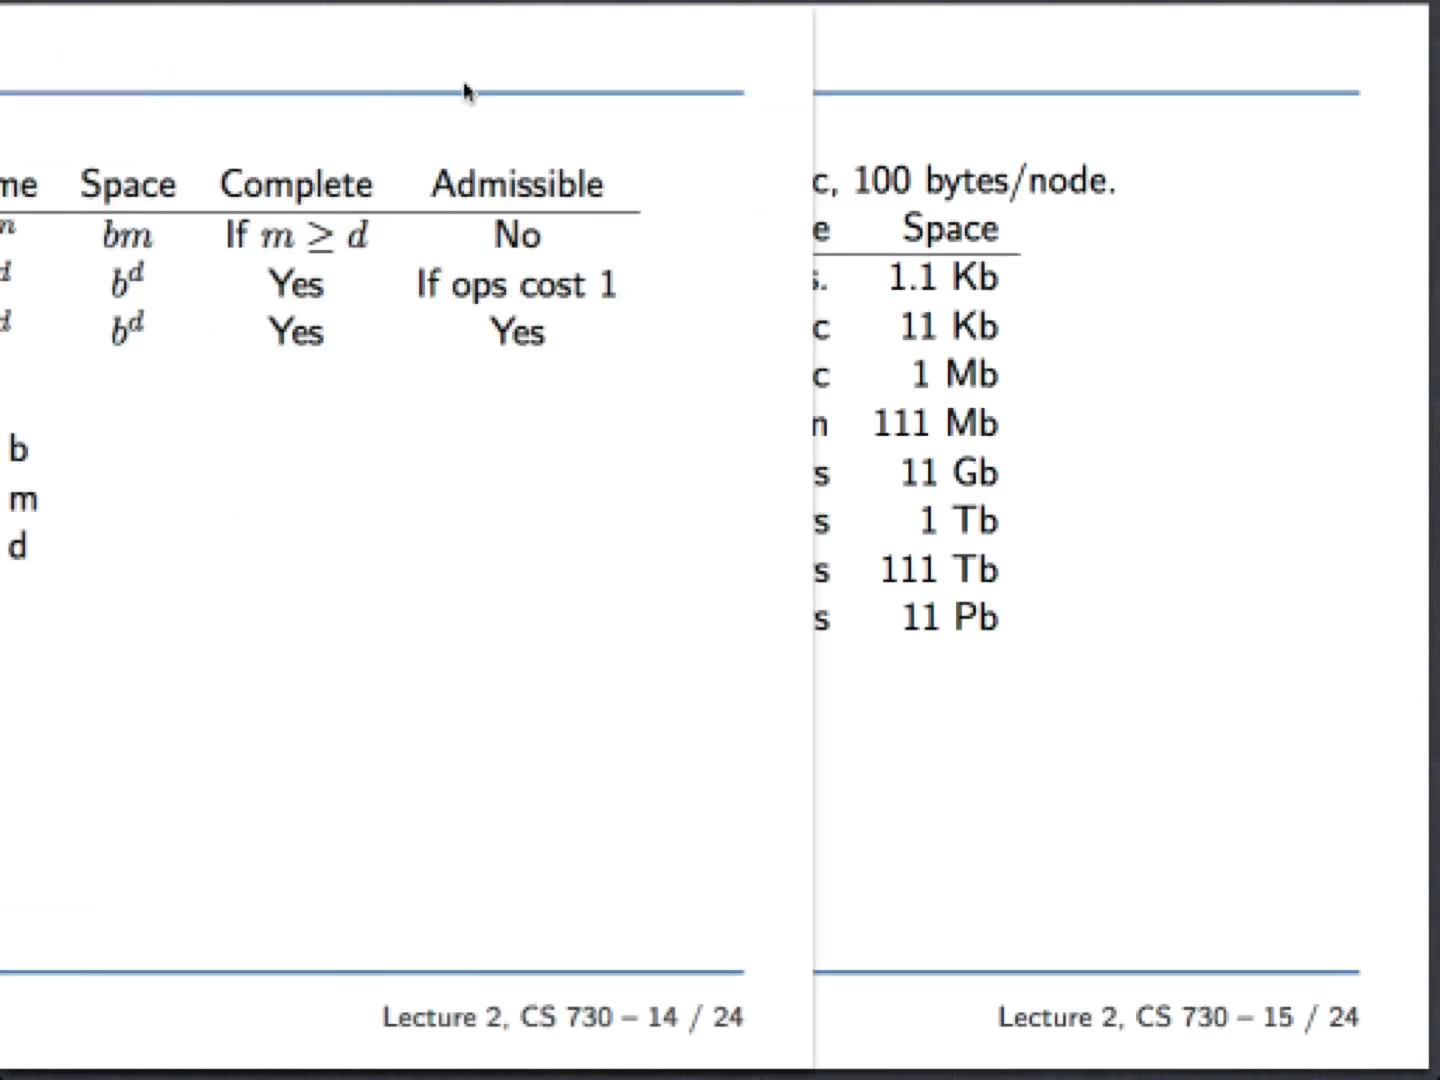 me Space Complete Admissible
m bm If m ≥ d No
d b^d Yes If ops cost 1
d b^d Yes Yes
b
m
d
Lecture 2, CS 730 – 14 / 24
c, 100 bytes/node.
e Space
s. 1.1 Kb
c 11 Kb
c 1 Mb
n 111 Mb
s 11 Gb
s 1 Tb
s 111 Tb
s 11 Pb
Lecture 2, CS 730 – 15 / 24